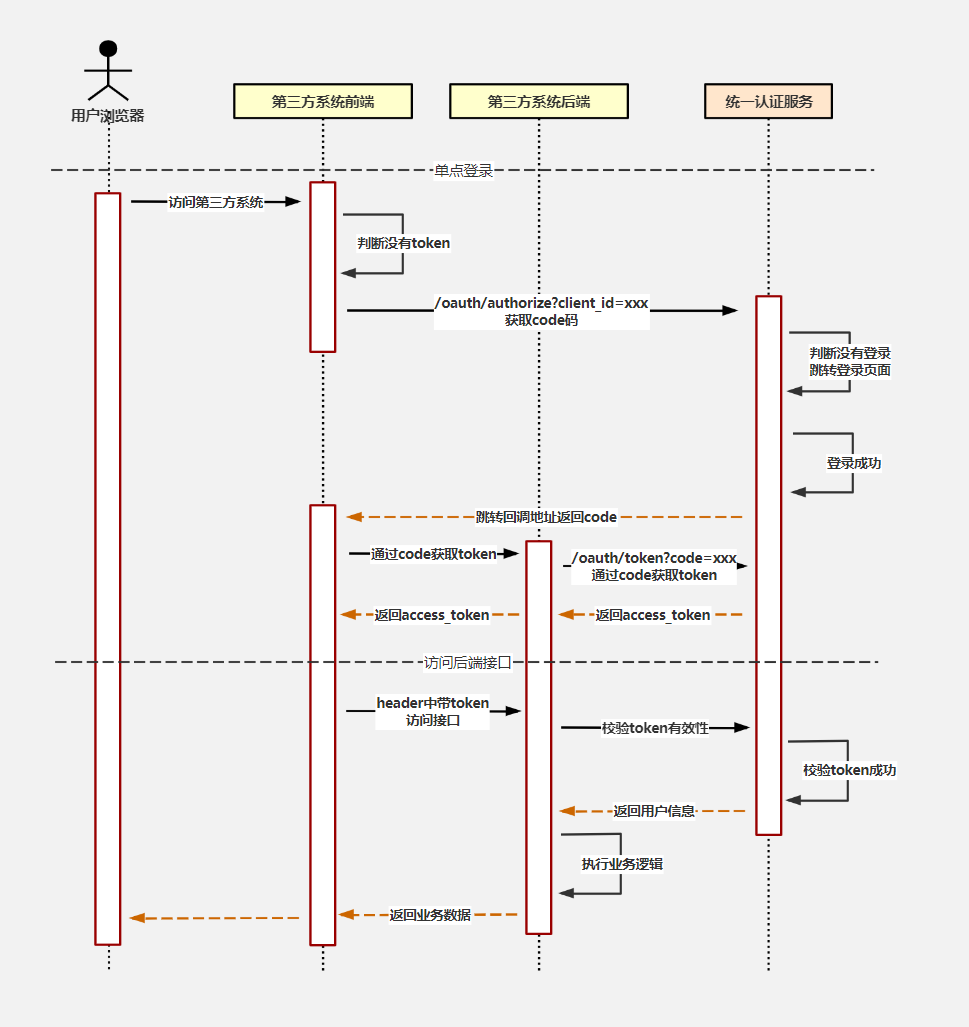 用户浏览器
第三方系统前端
第三方系统后端
统一认证服务
单点登录
访问第三方系统
判断没有token
/oauth/authorize?client_id=xxx
获取code码
判断没有登录
跳转登录页面
登录成功
跳转回调地址返回code
通过code获取token
/oauth/token?code=xxx
通过code获取token
返回access_token
返回access_token
访问后端接口
header中带token
访问接口
校验token有效性
校验token成功
返回用户信息
执行业务逻辑
返回业务数据